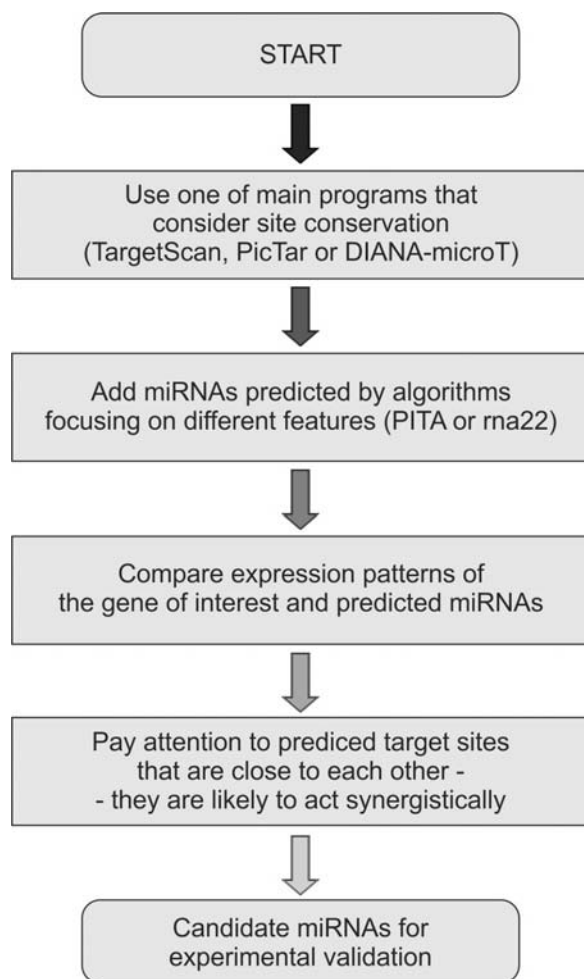 START
Use one of main programs that
consider site conservation
(TargetScan, PicTar or DIANA-microT)
Add miRNAs predicted by algorithms
focusing on different features (PITA or rna22)
Compare expression patterns of
the gene of interest and predicted miRNAs
Pay attention to prediced target sites
that are close to each other -
- they are likely to act synergistically
Candidate miRNAs for
experimental validation